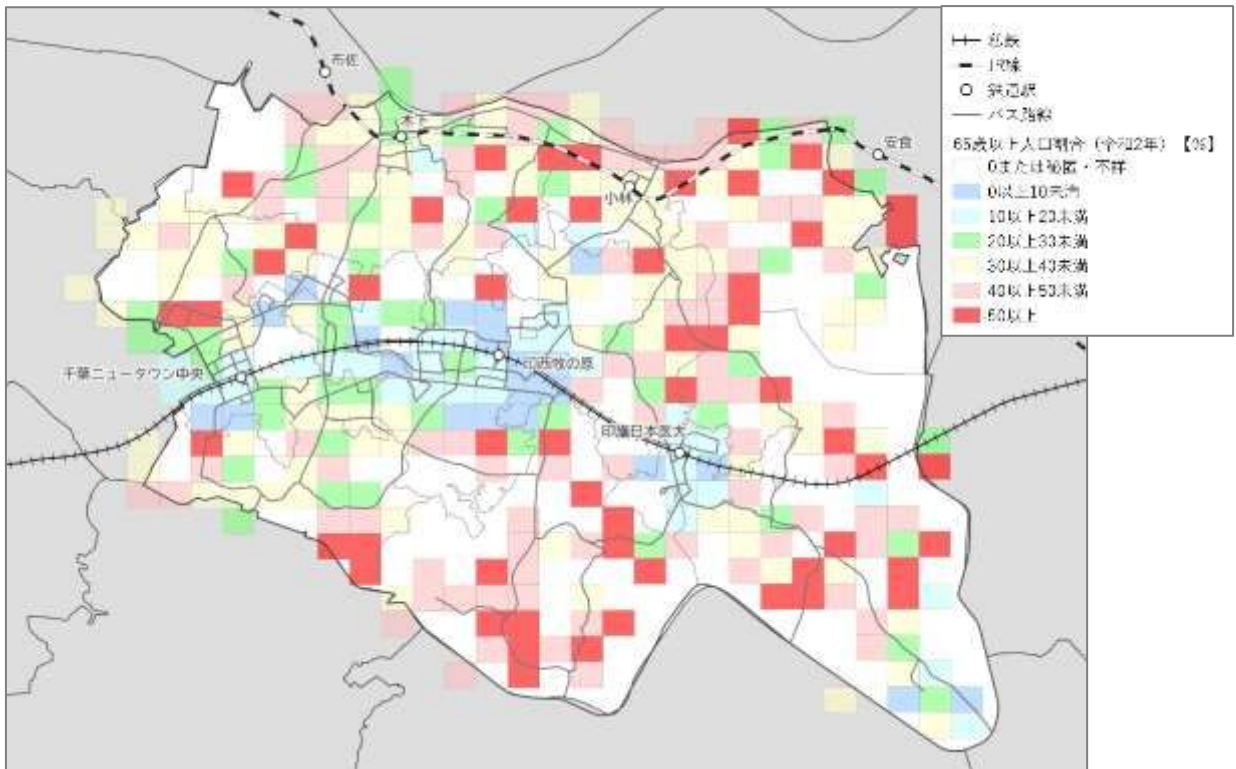 布佐
木下
安食
小林
千葉ニュータウン中央
印西牧の原
印旛日本医大
私鉄
JR線
鉄道駅
バス路線
65歳以上人口割合（令和2年）【%】
0または秘匿・不詳
0以上10未満
10以上20未満
20以上30未満
30以上40未満
40以上50未満
50以上